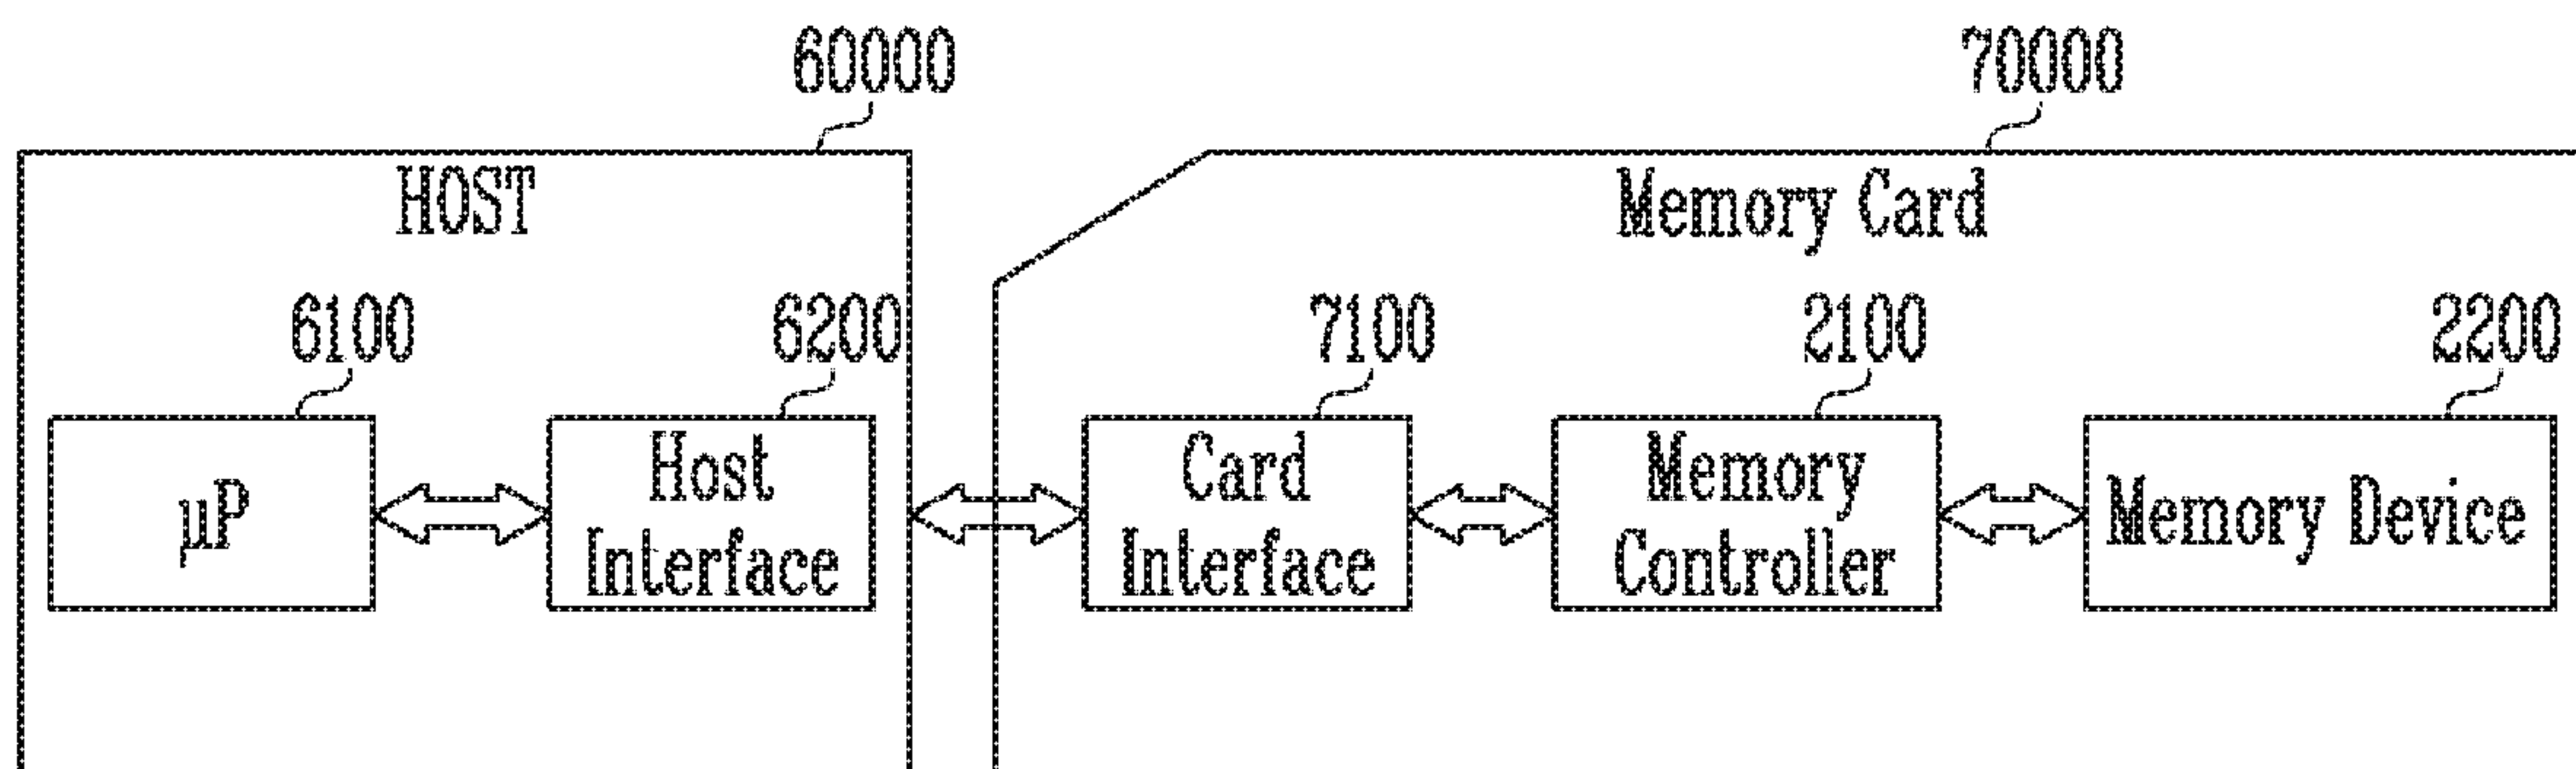 60000
70000
HOST
Memory Card
6100
6200
7100
2100
2200
μP
Host
Interface
Card
Interface
Memory
Controller
Memory Device